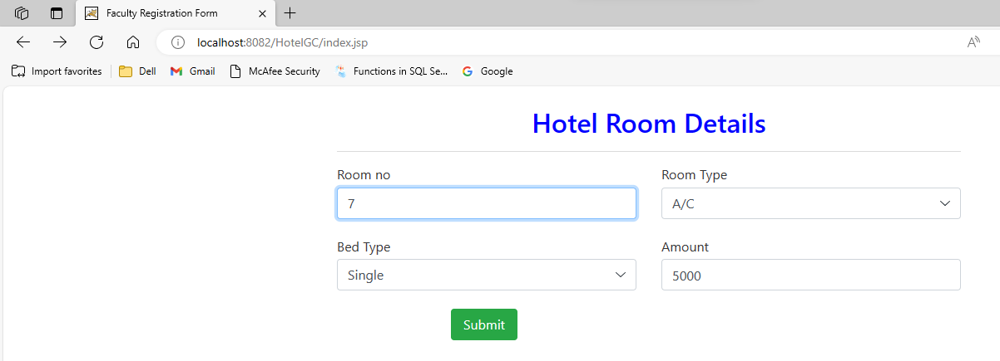 Faculty Registration Form
localhost:8082/HotelGC/index.jsp
Import favorites Dell Gmail McAfee Security Functions in SQL Se... Google
Hotel Room Details
Room no Room Type
7 A/C
Bed Type Amount
Single 5000
Submit